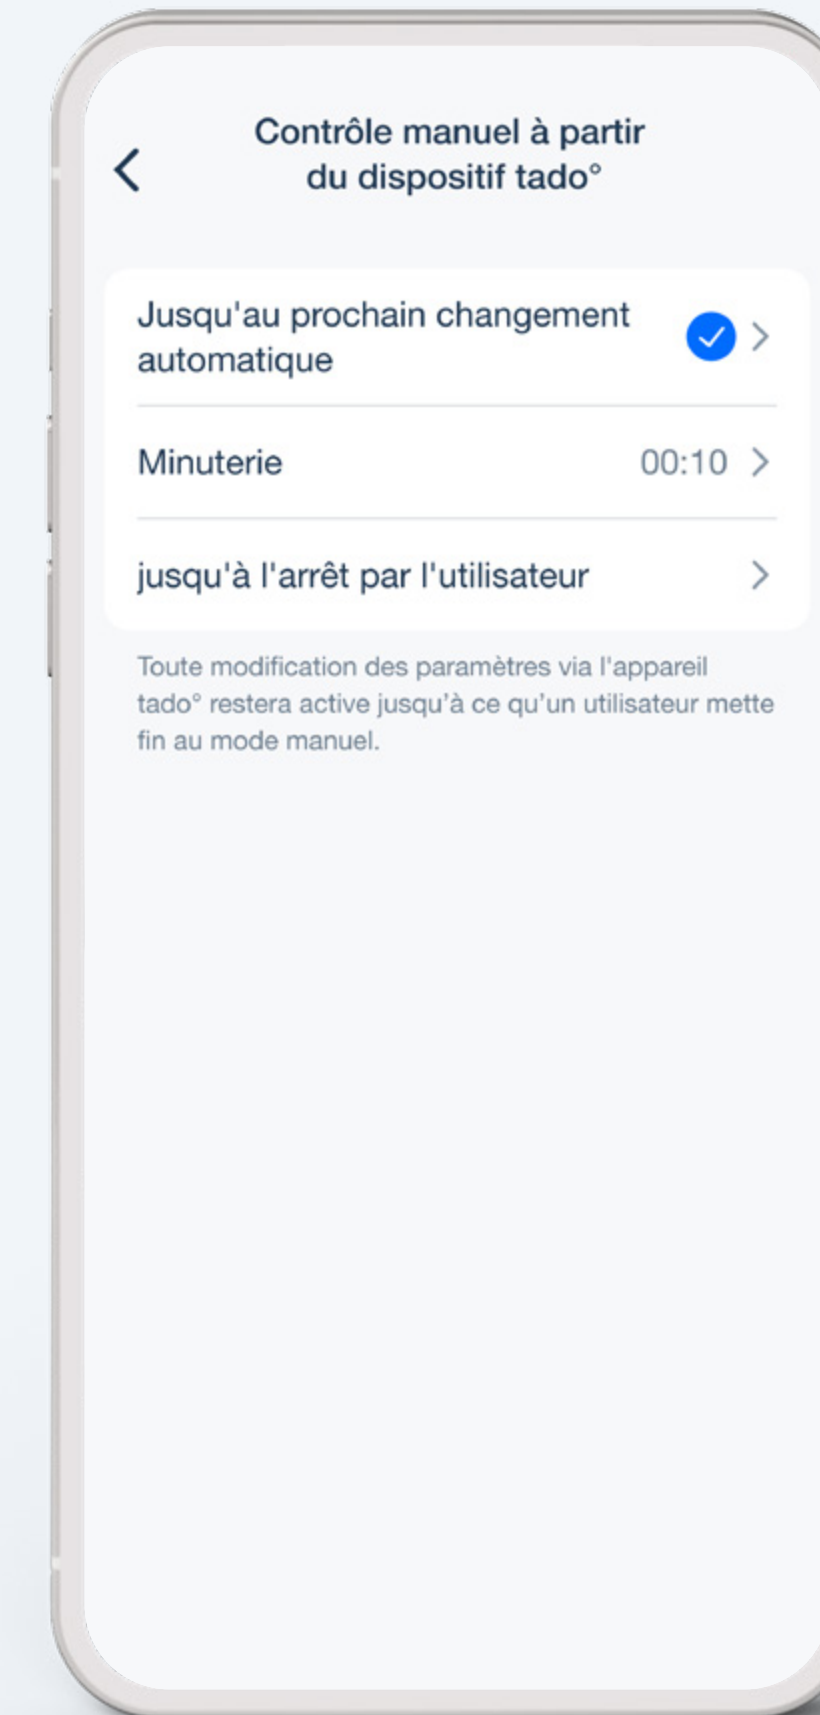 Contrôle manuel à partir
du dispositif tado°
Jusqu'au prochain changement
automatique
Minuterie 00:10
jusqu'à l'arrêt par l'utilisateur
Toute modification des paramètres via l'appareil
tado° restera active jusqu'à ce qu'un utilisateur mette
fin au mode manuel.